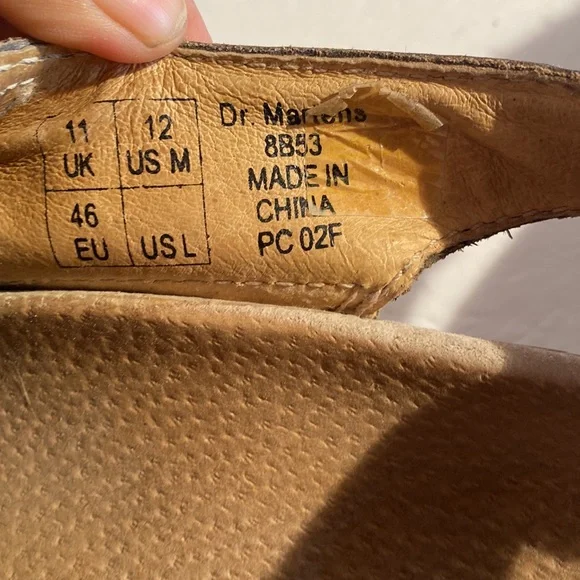 11
UK
12
US M
46
EU
US L
Dr. Martens
8B53
MADE IN
CHINA
PC 02F